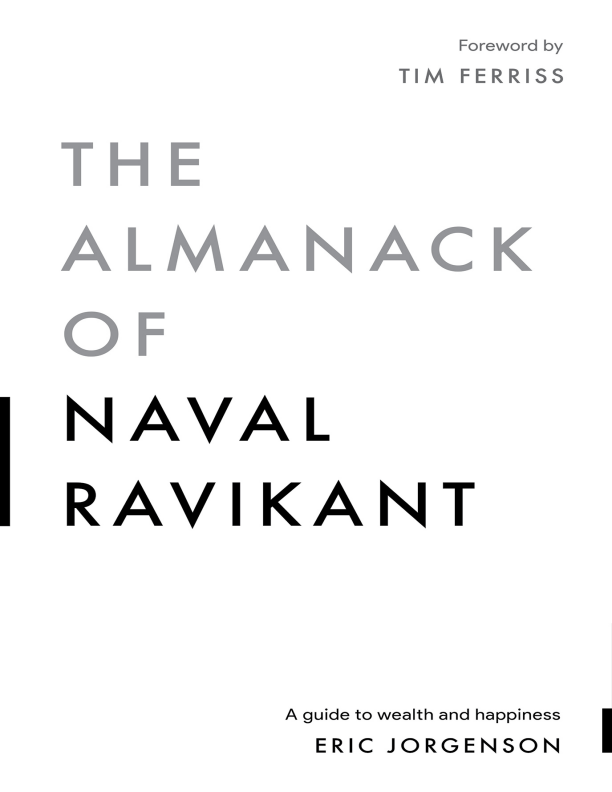 Foreword by
TIM FERRISS
THE
ALMANACK
OF
NAVAL
RAVIKANT
A guide to wealth and happiness
ERIC JORGENSON